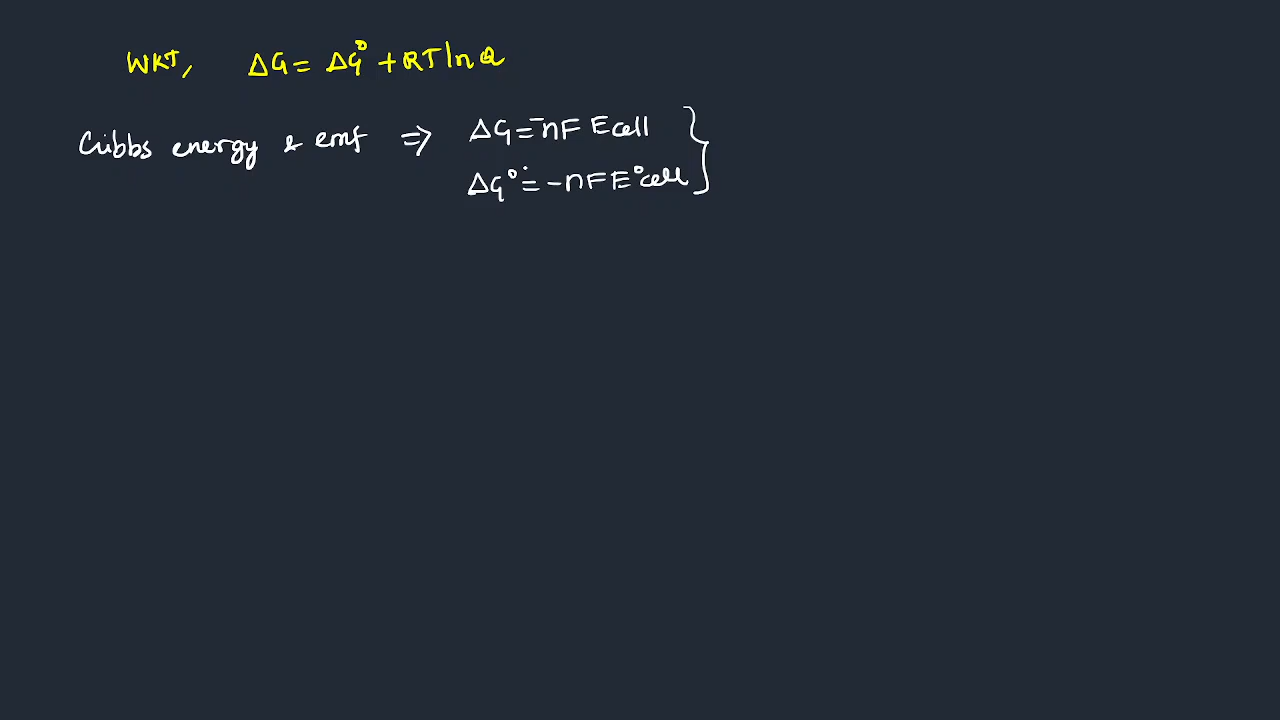 WKT, ΔG = ΔG° + RT ln Q
Gibbs energy & emf ⇒ ΔG = -nF Ecell
ΔG° = -nFE°cell